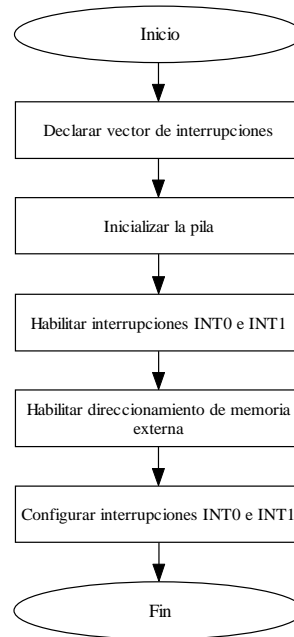 Inicio
Declarar vector de interrupciones
Inicializar la pila
Habilitar interrupciones INT0 e INT1
Habilitar direccionamiento de memoria
externa
Configurar interrupciones INT0 e INT1
Fin